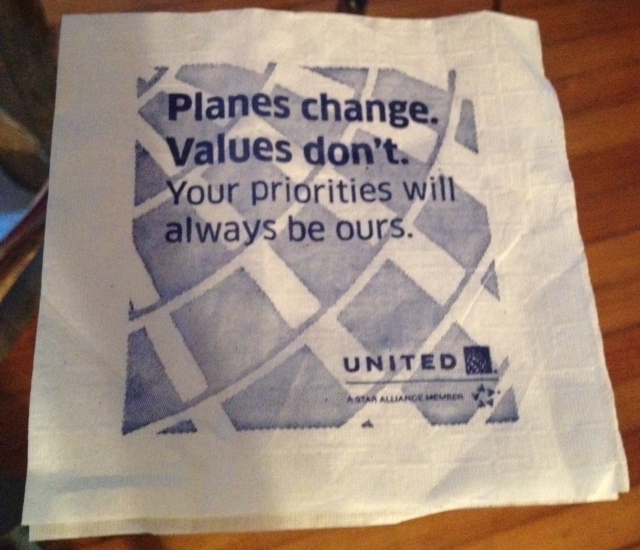 Planes change.
Values don't.
Your priorities will
always be ours.
UNITED
A STAR ALLIANCE MEMBER